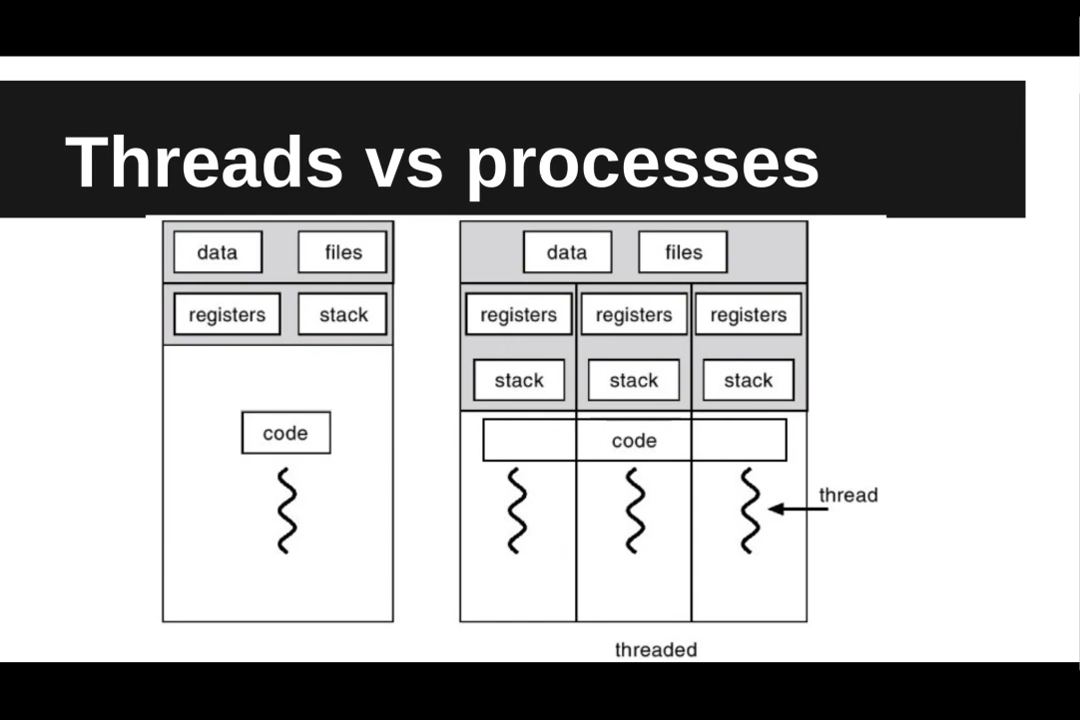 Threads vs processes
data files
registers stack
code
data files
registers registers registers
stack stack stack
code
thread
threaded